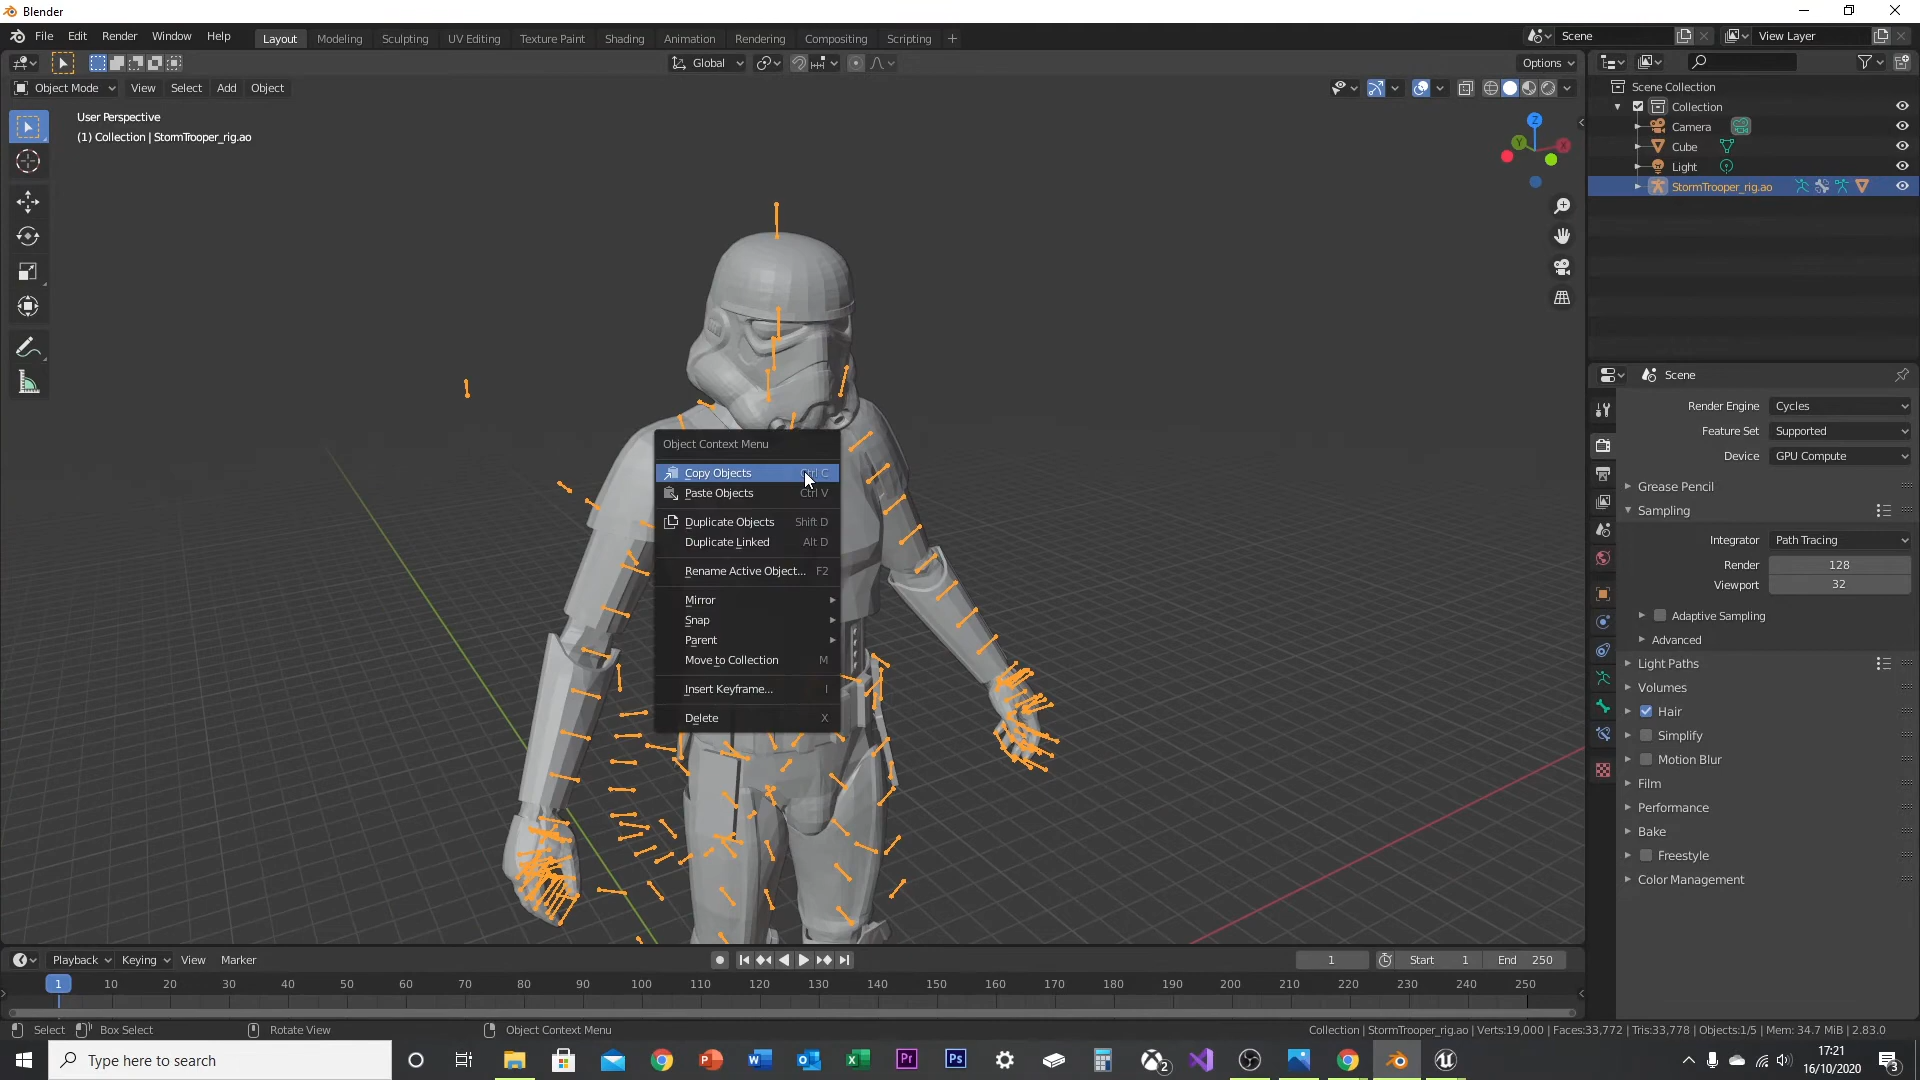 Blender
File Edit Render Window Help
Layout Modeling Sculpting UV Editing Texture Paint Shading Animation Rendering Compositing Scripting +
Scene
View Layer
Global
Options
Object Mode View Select Add Object
User Perspective
(1) Collection | StormTrooper_rig.ao
Z
Y
X
Scene Collection
Collection
Camera
Cube
Light
StormTrooper_rig.ao
Object Context Menu
Copy Objects Ctrl C
Paste Objects Ctrl V
Duplicate Objects Shift D
Duplicate Linked Alt D
Rename Active Object... F2
Mirror
Snap
Parent
Move to Collection M
Insert Keyframe... I
Delete X
Scene
Render Engine Cycles
Feature Set Supported
Device GPU Compute
Grease Pencil
Sampling
Integrator Path Tracing
Render 128
Viewport 32
Adaptive Sampling
Advanced
Light Paths
Volumes
Hair
Simplify
Motion Blur
Film
Performance
Bake
Freestyle
Color Management
Playback Keying View Marker
1 Start 1 End 250
1 10 20 30 40 50 60 70 80 90 100 110 120 130 140 150 160 170 180 190 200 210 220 230 240 250
Select Box Select Rotate View Object Context Menu
Collection | StormTrooper_rig.ao | Verts:19,000 | Faces:33,772 | Tris:33,778 | Objects:1/5 | Mem: 34.7 MiB | 2.83.0
Type here to search
Pr
Ps
2
17:21
16/10/2020
3